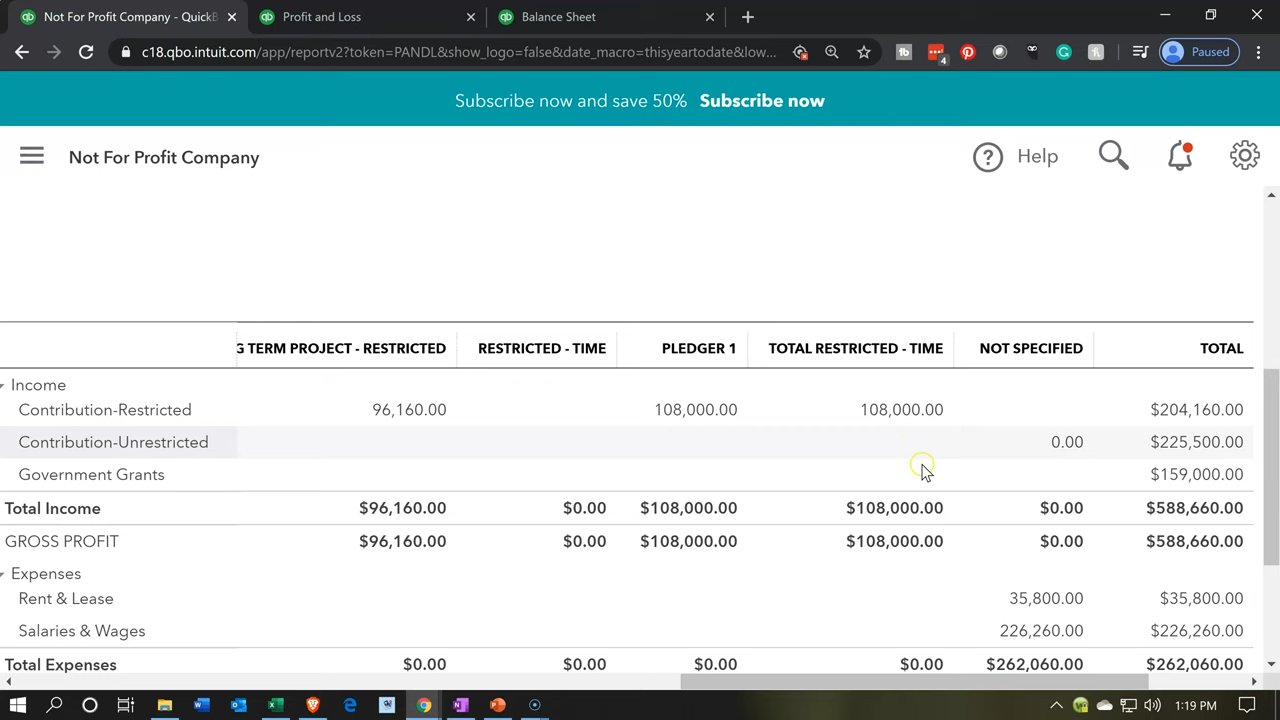 Not For Profit Company - QuickB
Profit and Loss
Balance Sheet
c18.qbo.intuit.com/app/reportv2?token=PANDL&show_logo=false&date_macro=thisyeartodate&low...
4
Paused
Subscribe now and save 50% Subscribe now
Not For Profit Company
Help
G TERM PROJECT - RESTRICTED RESTRICTED - TIME PLEDGER 1 TOTAL RESTRICTED - TIME NOT SPECIFIED TOTAL
Income
Contribution-Restricted 96,160.00 108,000.00 108,000.00 $204,160.00
Contribution-Unrestricted 0.00 $225,500.00
Government Grants $159,000.00
Total Income $96,160.00 $0.00 $108,000.00 $108,000.00 $0.00 $588,660.00
GROSS PROFIT $96,160.00 $0.00 $108,000.00 $108,000.00 $0.00 $588,660.00
Expenses
Rent & Lease 35,800.00 $35,800.00
Salaries & Wages 226,260.00 $226,260.00
Total Expenses $0.00 $0.00 $0.00 $0.00 $262,060.00 $262,060.00
1:19 PM